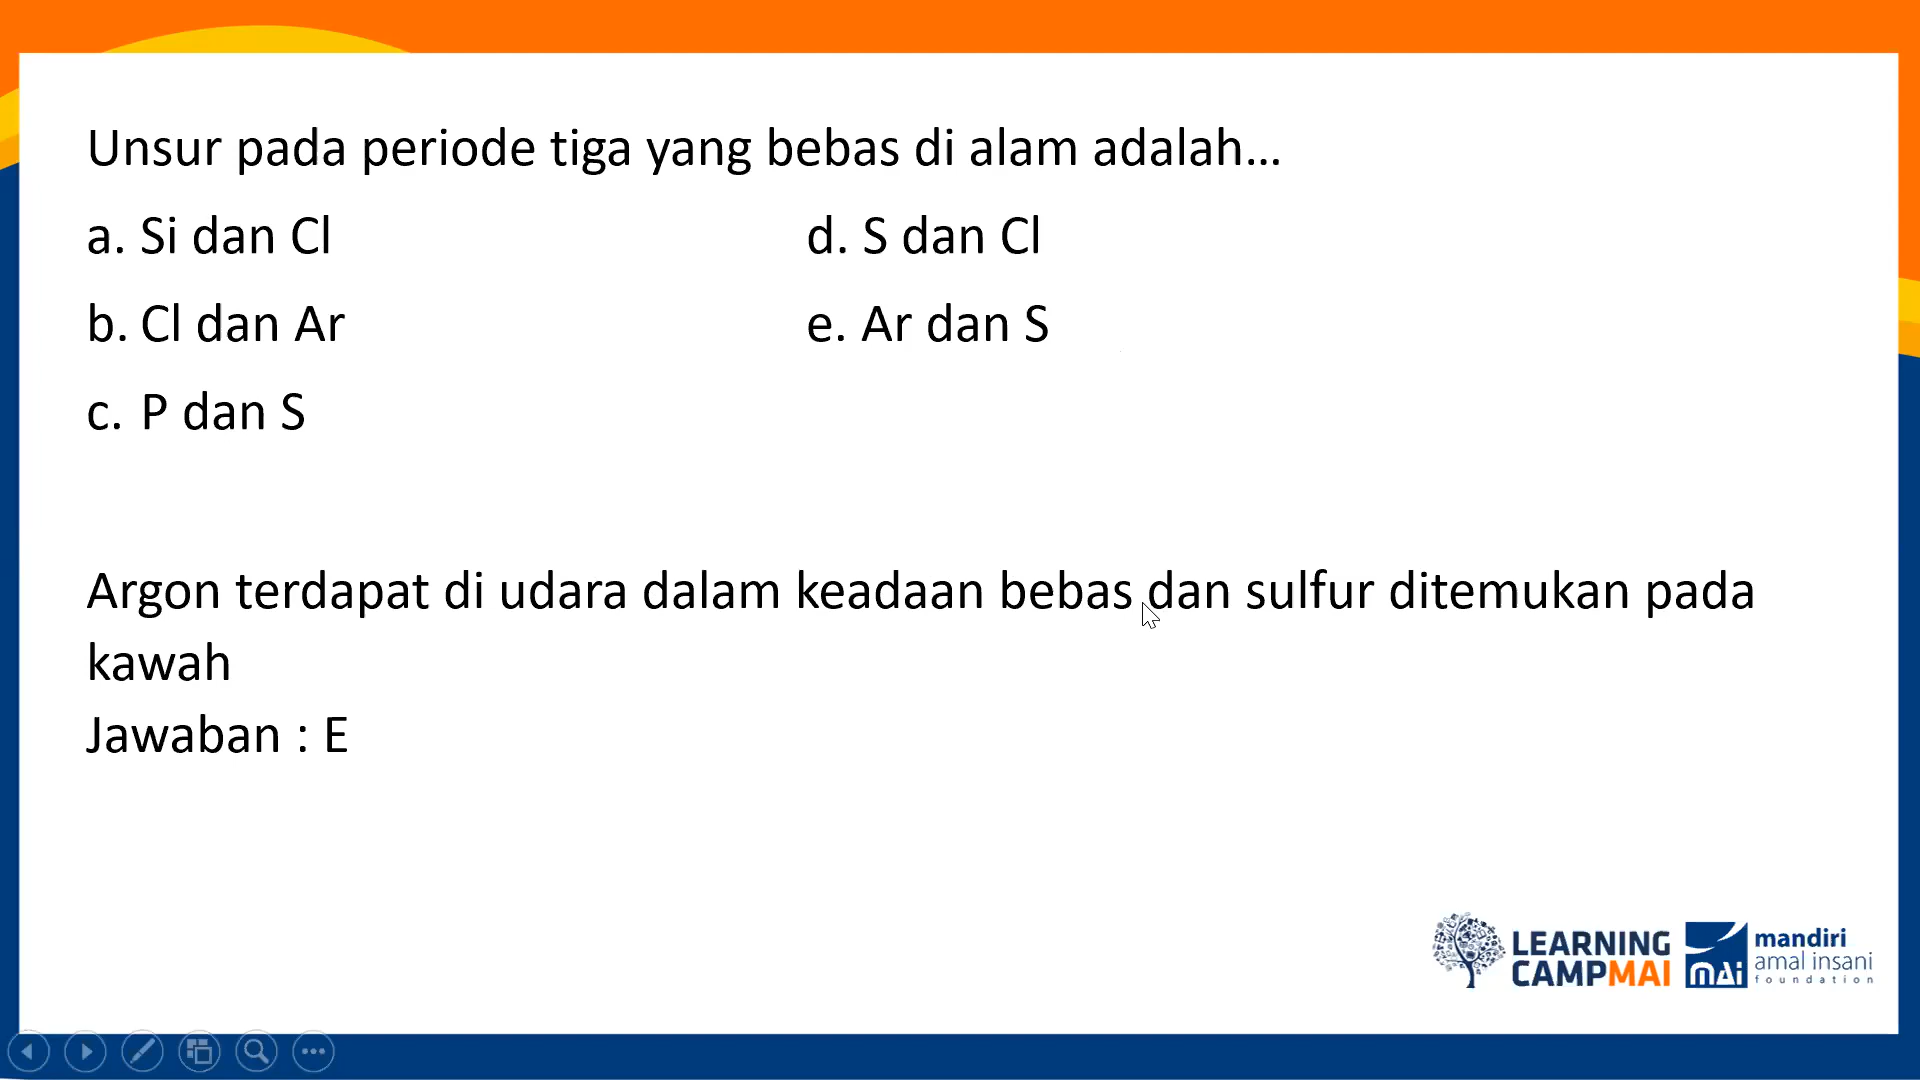 Unsur pada periode tiga yang bebas di alam adalah...
a. Si dan Cl
b. Cl dan Ar
c. P dan S
d. S dan Cl
e. Ar dan S
Argon terdapat di udara dalam keadaan bebas dan sulfur ditemukan pada
kawah
Jawaban : E
LEARNING
CAMPMAI
mAi
mandiri
amal insani
foundation